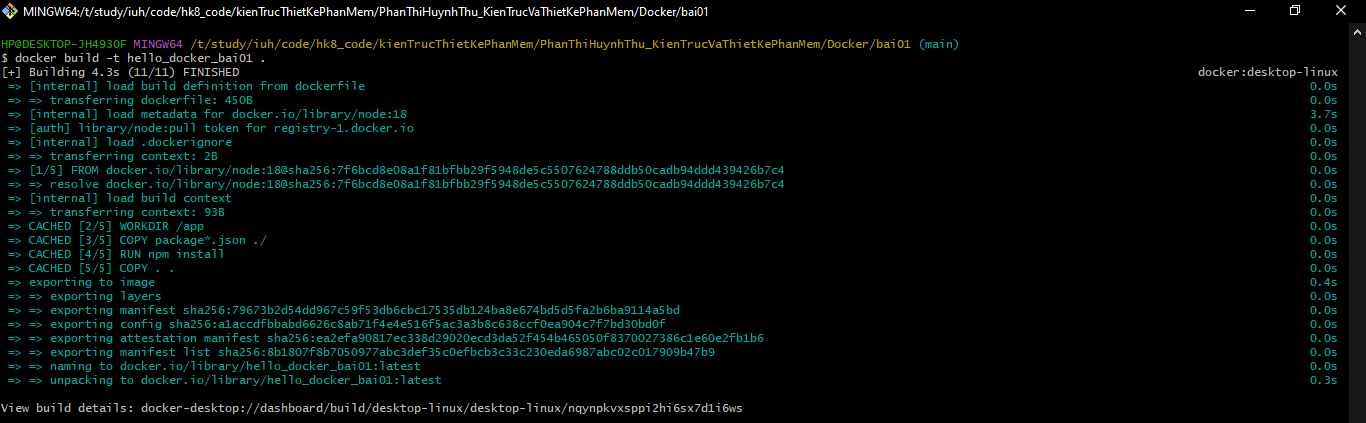 MINGW64:/t/study/iuh/code/hk8_code/kienTrucThietKePhanMem/PhanThiHuynhThu_KienTrucVaThietKePhanMem/Docker/bai01
HP@DESKTOP-JH493OF MINGW64 /t/study/iuh/code/hk8_code/kienTrucThietKePhanMem/PhanThiHuynhThu_KienTrucVaThietKePhanMem/Docker/bai01 (main)
$ docker build -t hello_docker_bai01 .
[+] Building 4.3s (11/11) FINISHED docker:desktop-linux
=> [internal] load build definition from dockerfile 0.0s
=> => transferring dockerfile: 450B 0.0s
=> [internal] load metadata for docker.io/library/node:18 3.7s
=> [auth] library/node:pull token for registry-1.docker.io 0.0s
=> [internal] load .dockerignore 0.0s
=> => transferring context: 2B 0.0s
=> [1/5] FROM docker.io/library/node:18@sha256:7f6bcd8e08a1f81bfbb29f5948de5c5507624788ddb50cadb94ddd439426b7c4 0.0s
=> => resolve docker.io/library/node:18@sha256:7f6bcd8e08a1f81bfbb29f5948de5c5507624788ddb50cadb94ddd439426b7c4 0.0s
=> [internal] load build context 0.0s
=> => transferring context: 93B 0.0s
=> CACHED [2/5] WORKDIR /app 0.0s
=> CACHED [3/5] COPY package*.json ./ 0.0s
=> CACHED [4/5] RUN npm install 0.0s
=> CACHED [5/5] COPY . . 0.0s
=> exporting to image 0.4s
=> => exporting layers 0.0s
=> => exporting manifest sha256:79673b2d54dd967c59f53db6cbc17535db124ba8e674bd5d5fa2b6ba9114a5bd 0.0s
=> => exporting config sha256:a1accdfbbabd6626c8ab71f4e4e516f5ac3a3b8c638ccf0ea904c7f7bd30bd0f 0.0s
=> => exporting attestation manifest sha256:ea2efa90817ec338d29020ecd3da52f454b465050f8370027386c1e60e2fb1b6 0.0s
=> => exporting manifest list sha256:8b1807f8b7050977abc3def35c0efbcb3c33c230eda6987abc02c017909b47b9 0.0s
=> => naming to docker.io/library/hello_docker_bai01:latest 0.0s
=> => unpacking to docker.io/library/hello_docker_bai01:latest 0.3s
View build details: docker-desktop://dashboard/build/desktop-linux/desktop-linux/nqynpkvxsppi2hi6sx7d1i6ws